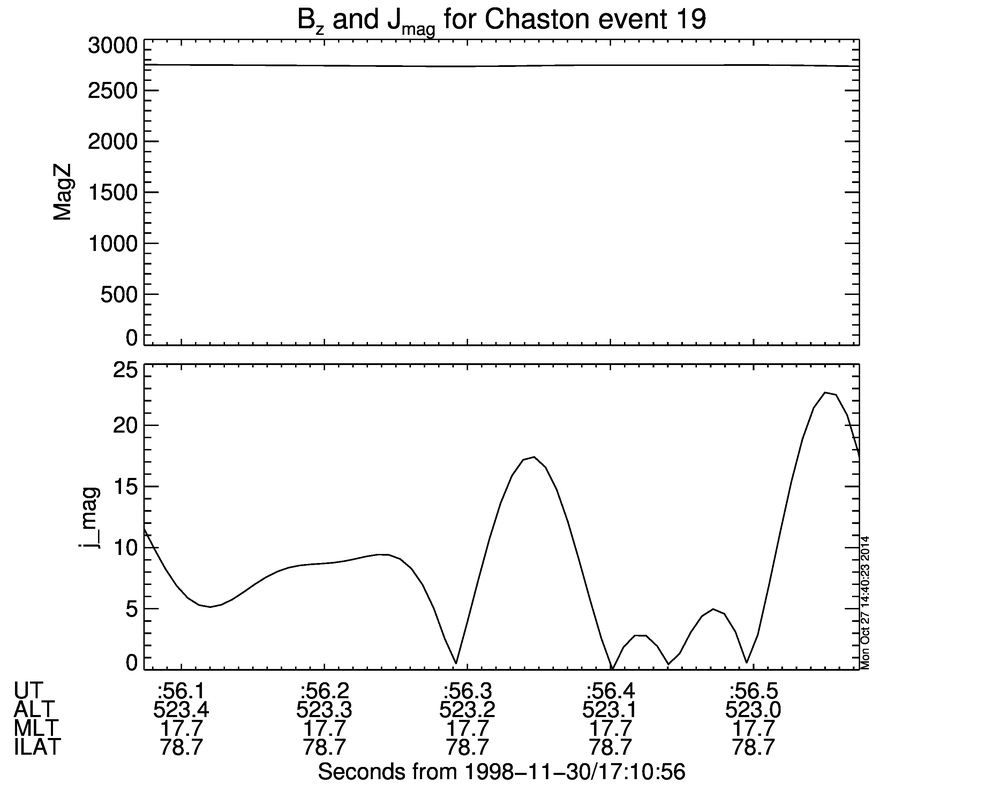 Bz and Jmag for Chaston event 19
3000
2500
2000
1500
1000
500
0
MagZ
25
20
15
10
5
0
j_mag
Mon Oct 27 14:40:23 2014
UT :56.1 :56.2 :56.3 :56.4 :56.5
ALT 523.4 523.3 523.2 523.1 523.0
MLT 17.7 17.7 17.7 17.7 17.7
ILAT 78.7 78.7 78.7 78.7 78.7
Seconds from 1998−11−30/17:10:56